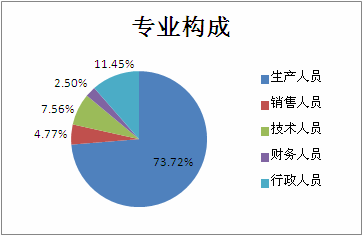 专业构成
11.45%
2.50%
7.56%
4.77%
73.72%
生产人员
销售人员
技术人员
财务人员
行政人员